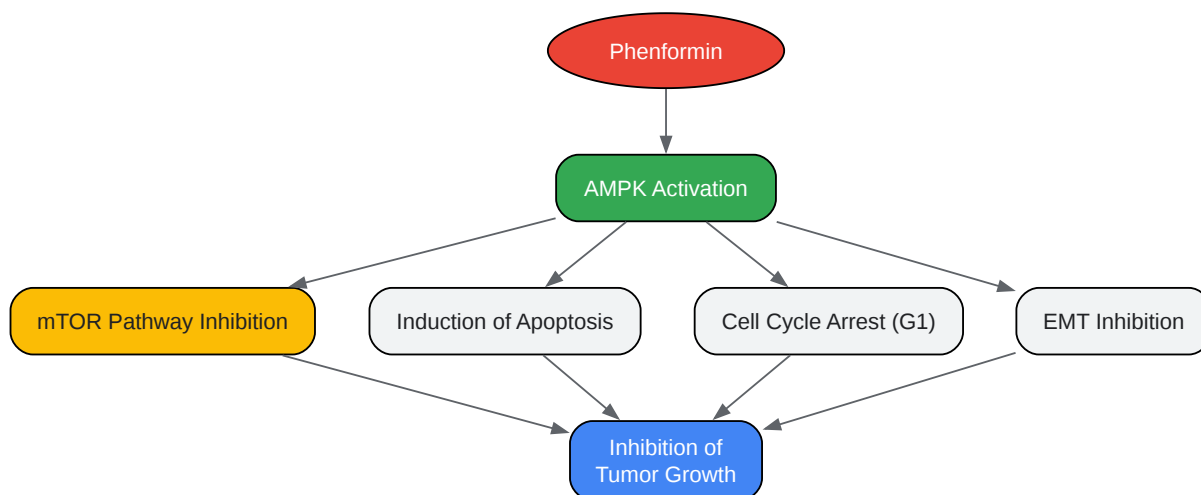 Phenformin
AMPK Activation
mTOR Pathway Inhibition
Induction of Apoptosis
Cell Cycle Arrest (G1)
EMT Inhibition
Inhibition of
Tumor Growth